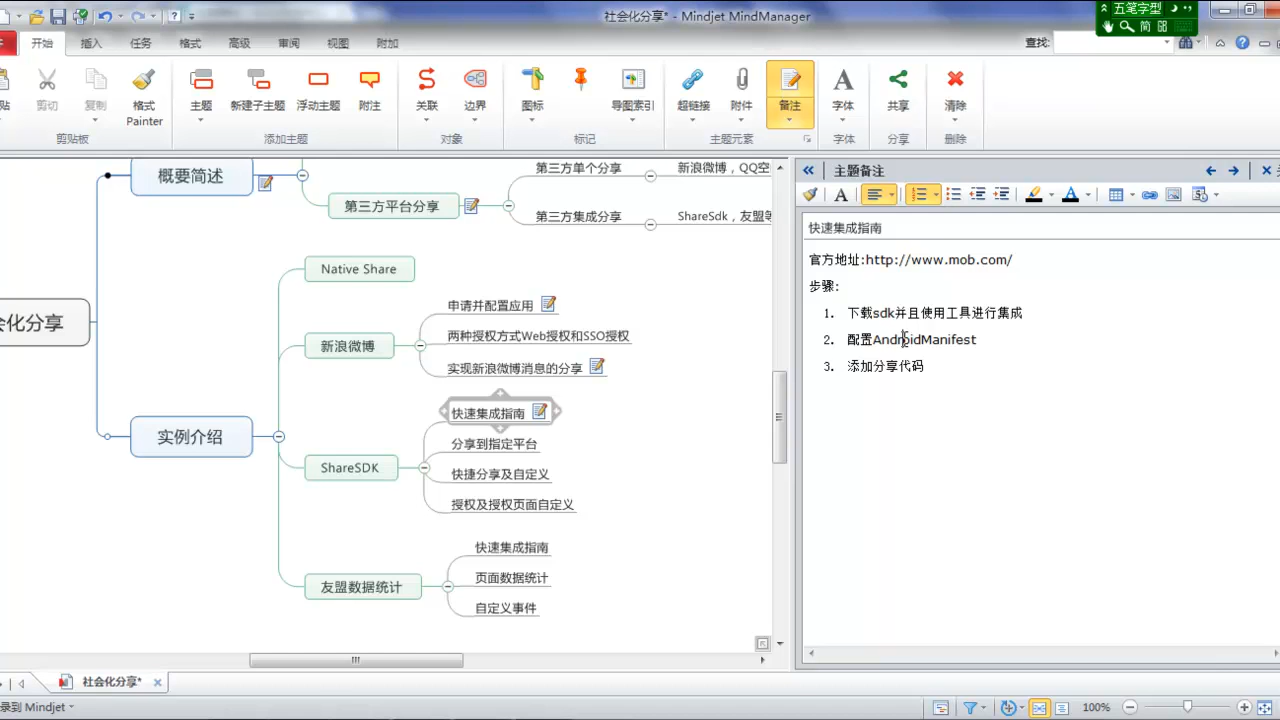 社会化分享* - Mindjet MindManager
五笔字型
简
开始 插入 任务 格式 高级 审阅 视图 附加
查找:
贴 剪切 复制 格式 Painter
主题 新建子主题 浮动主题 附注
关联 边界
图标 导图索引
超链接 附件 备注
字体 共享 清除
剪贴板 添加主题 对象 标记 主题元素 字体 分享 删除
概要简述
第三方平台分享
第三方单个分享
新浪微博，QQ空
第三方集成分享
ShareSdk，友盟等
会化分享
实例介绍
Native Share
新浪微博
申请并配置应用
两种授权方式Web授权和SSO授权
实现新浪微博消息的分享
ShareSDK
快速集成指南
分享到指定平台
快捷分享及自定义
授权及授权页面自定义
友盟数据统计
快速集成指南
页面数据统计
自定义事件
主题备注
快速集成指南
官方地址:http://www.mob.com/
步骤:
1. 下载sdk并且使用工具进行集成
2. 配置AndroidManifest
3. 添加分享代码
社会化分享*
录到 Mindjet
100%